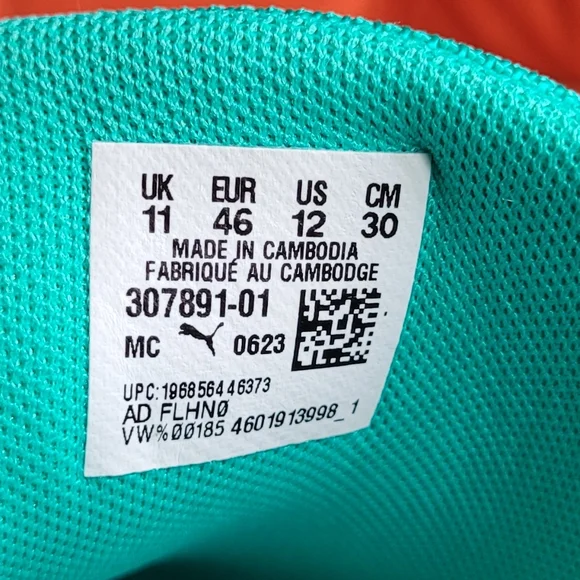 UK EUR US CM
11 46 12 30
MADE IN CAMBODIA
FABRIQUÉ AU CAMBODGE
307891-01
MC 0623
UPC:196856446373
AD FLHNØ
VW%00185 4601913998_1